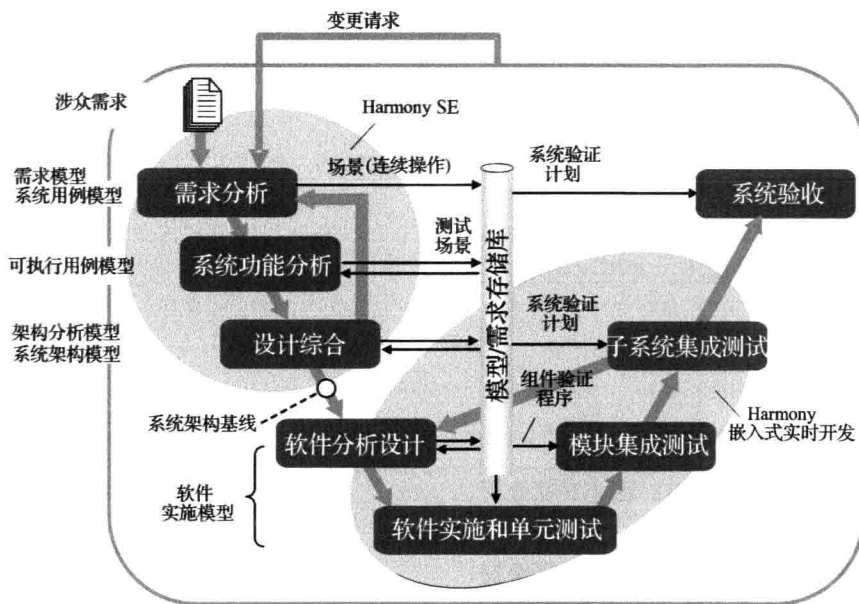 变更请求
涉众需求
Harmony SE
需求模型
系统用例模型
需求分析
场景(连续操作)
系统验证
计划
系统验收
可执行用例模型
系统功能分析
测试
场景
模型/需求存储库
架构分析模型
系统架构模型
设计综合
系统验证
计划
子系统集成测试
系统架构基线
组件验证
程序
Harmony
嵌入式实时开发
软件分析设计
模块集成测试
软件
实施模型
软件实施和单元测试